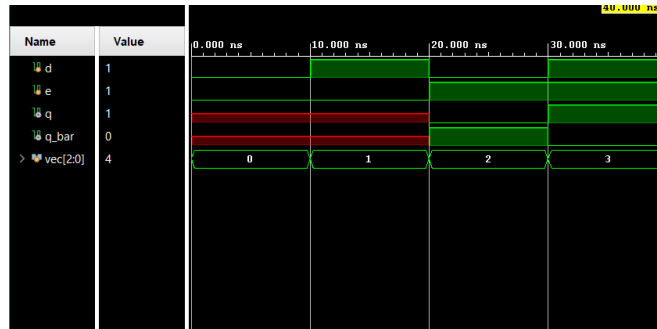 40.000 ns
Name Value
0.000 ns 10.000 ns 20.000 ns 30.000 ns
d 1
e 1
q 1
q_bar 0
> vec[2:0] 4 0 1 2 3